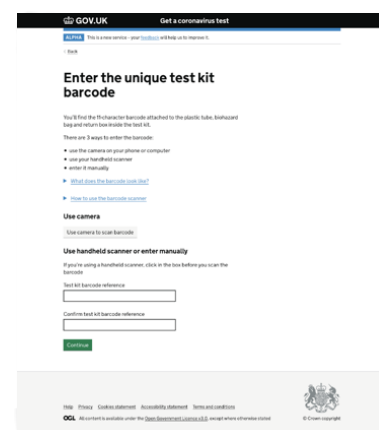 GOV.UK Get a coronavirus test
ALPHA This is a new service – your feedback will help us to improve it.
Back
Enter the unique test kit
barcode
You'll find the 11-character barcode attached to the plastic tube, biohazard
bag and return box inside the test kit.
There are 3 ways to enter the barcode:
• use the camera on your phone or computer
• use your handheld scanner
• enter it manually
What does the barcode look like?
How to use the barcode scanner
Use camera
Use camera to scan barcode
Use handheld scanner or enter manually
If you're using a handheld scanner, click in the box before you scan the
barcode
Test kit barcode reference
Confirm test kit barcode reference
Continue
Help Privacy Cookies statement Accessibility statement Terms and conditions
OGL All content is available under the Open Government Licence v3.0, except where otherwise stated
© Crown copyright